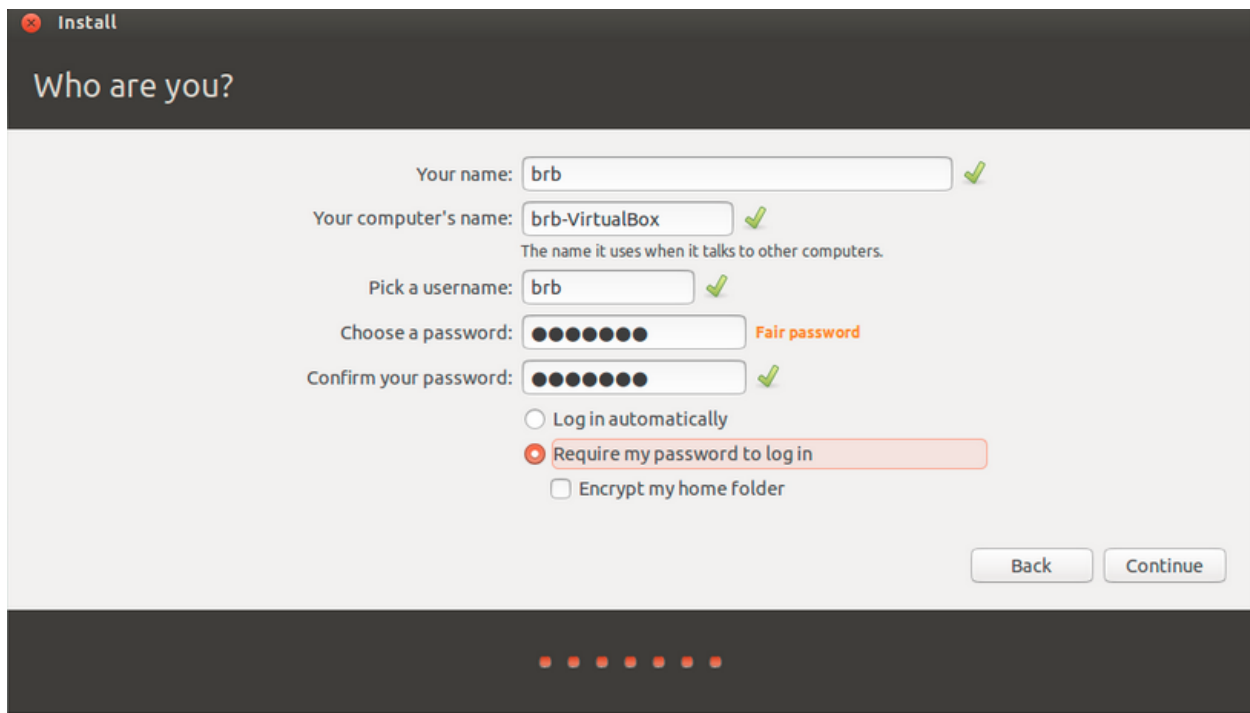 Install
Who are you?
Your name: brb
Your computer's name: brb-VirtualBox
The name it uses when it talks to other computers.
Pick a username: brb
Choose a password: ●●●●●●● Fair password
Confirm your password: ●●●●●●●
Log in automatically
Require my password to log in
Encrypt my home folder
Back Continue